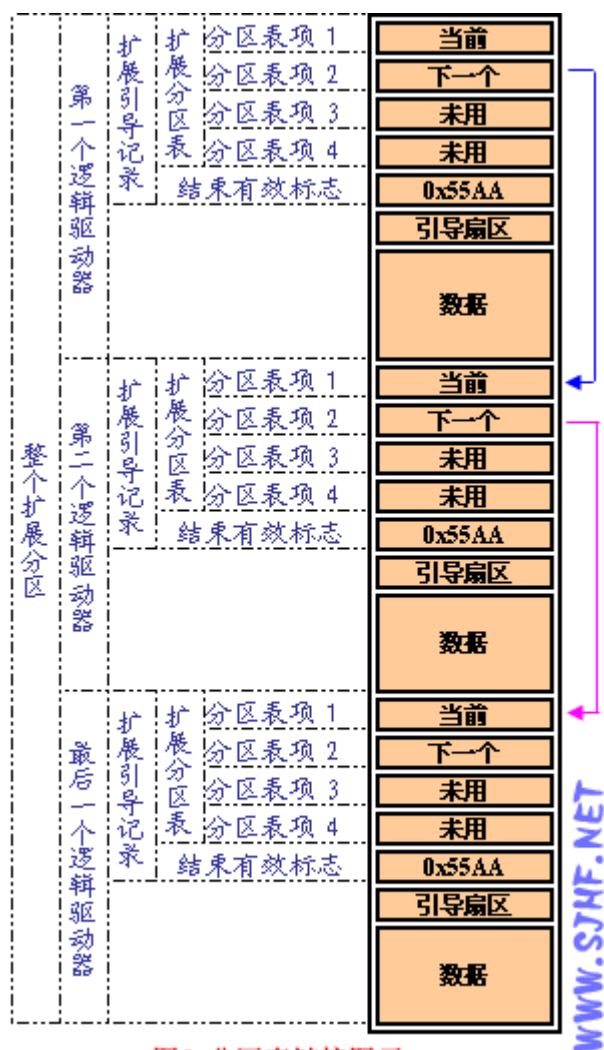 整个扩展分区
第一个逻辑驱动器
扩展引导记录
扩展分区表
分区表项 1 当前
分区表项 2 下一个
分区表项 3 未用
分区表项 4 未用
结束有效标志 0x55AA
引导扇区
数据
第二个逻辑驱动器
扩展引导记录
扩展分区表
分区表项 1 当前
分区表项 2 下一个
分区表项 3 未用
分区表项 4 未用
结束有效标志 0x55AA
引导扇区
数据
最后一个逻辑驱动器
扩展引导记录
扩展分区表
分区表项 1 当前
分区表项 2 下一个
分区表项 3 未用
分区表项 4 未用
结束有效标志 0x55AA
引导扇区
数据
WWW.SJHF.NET